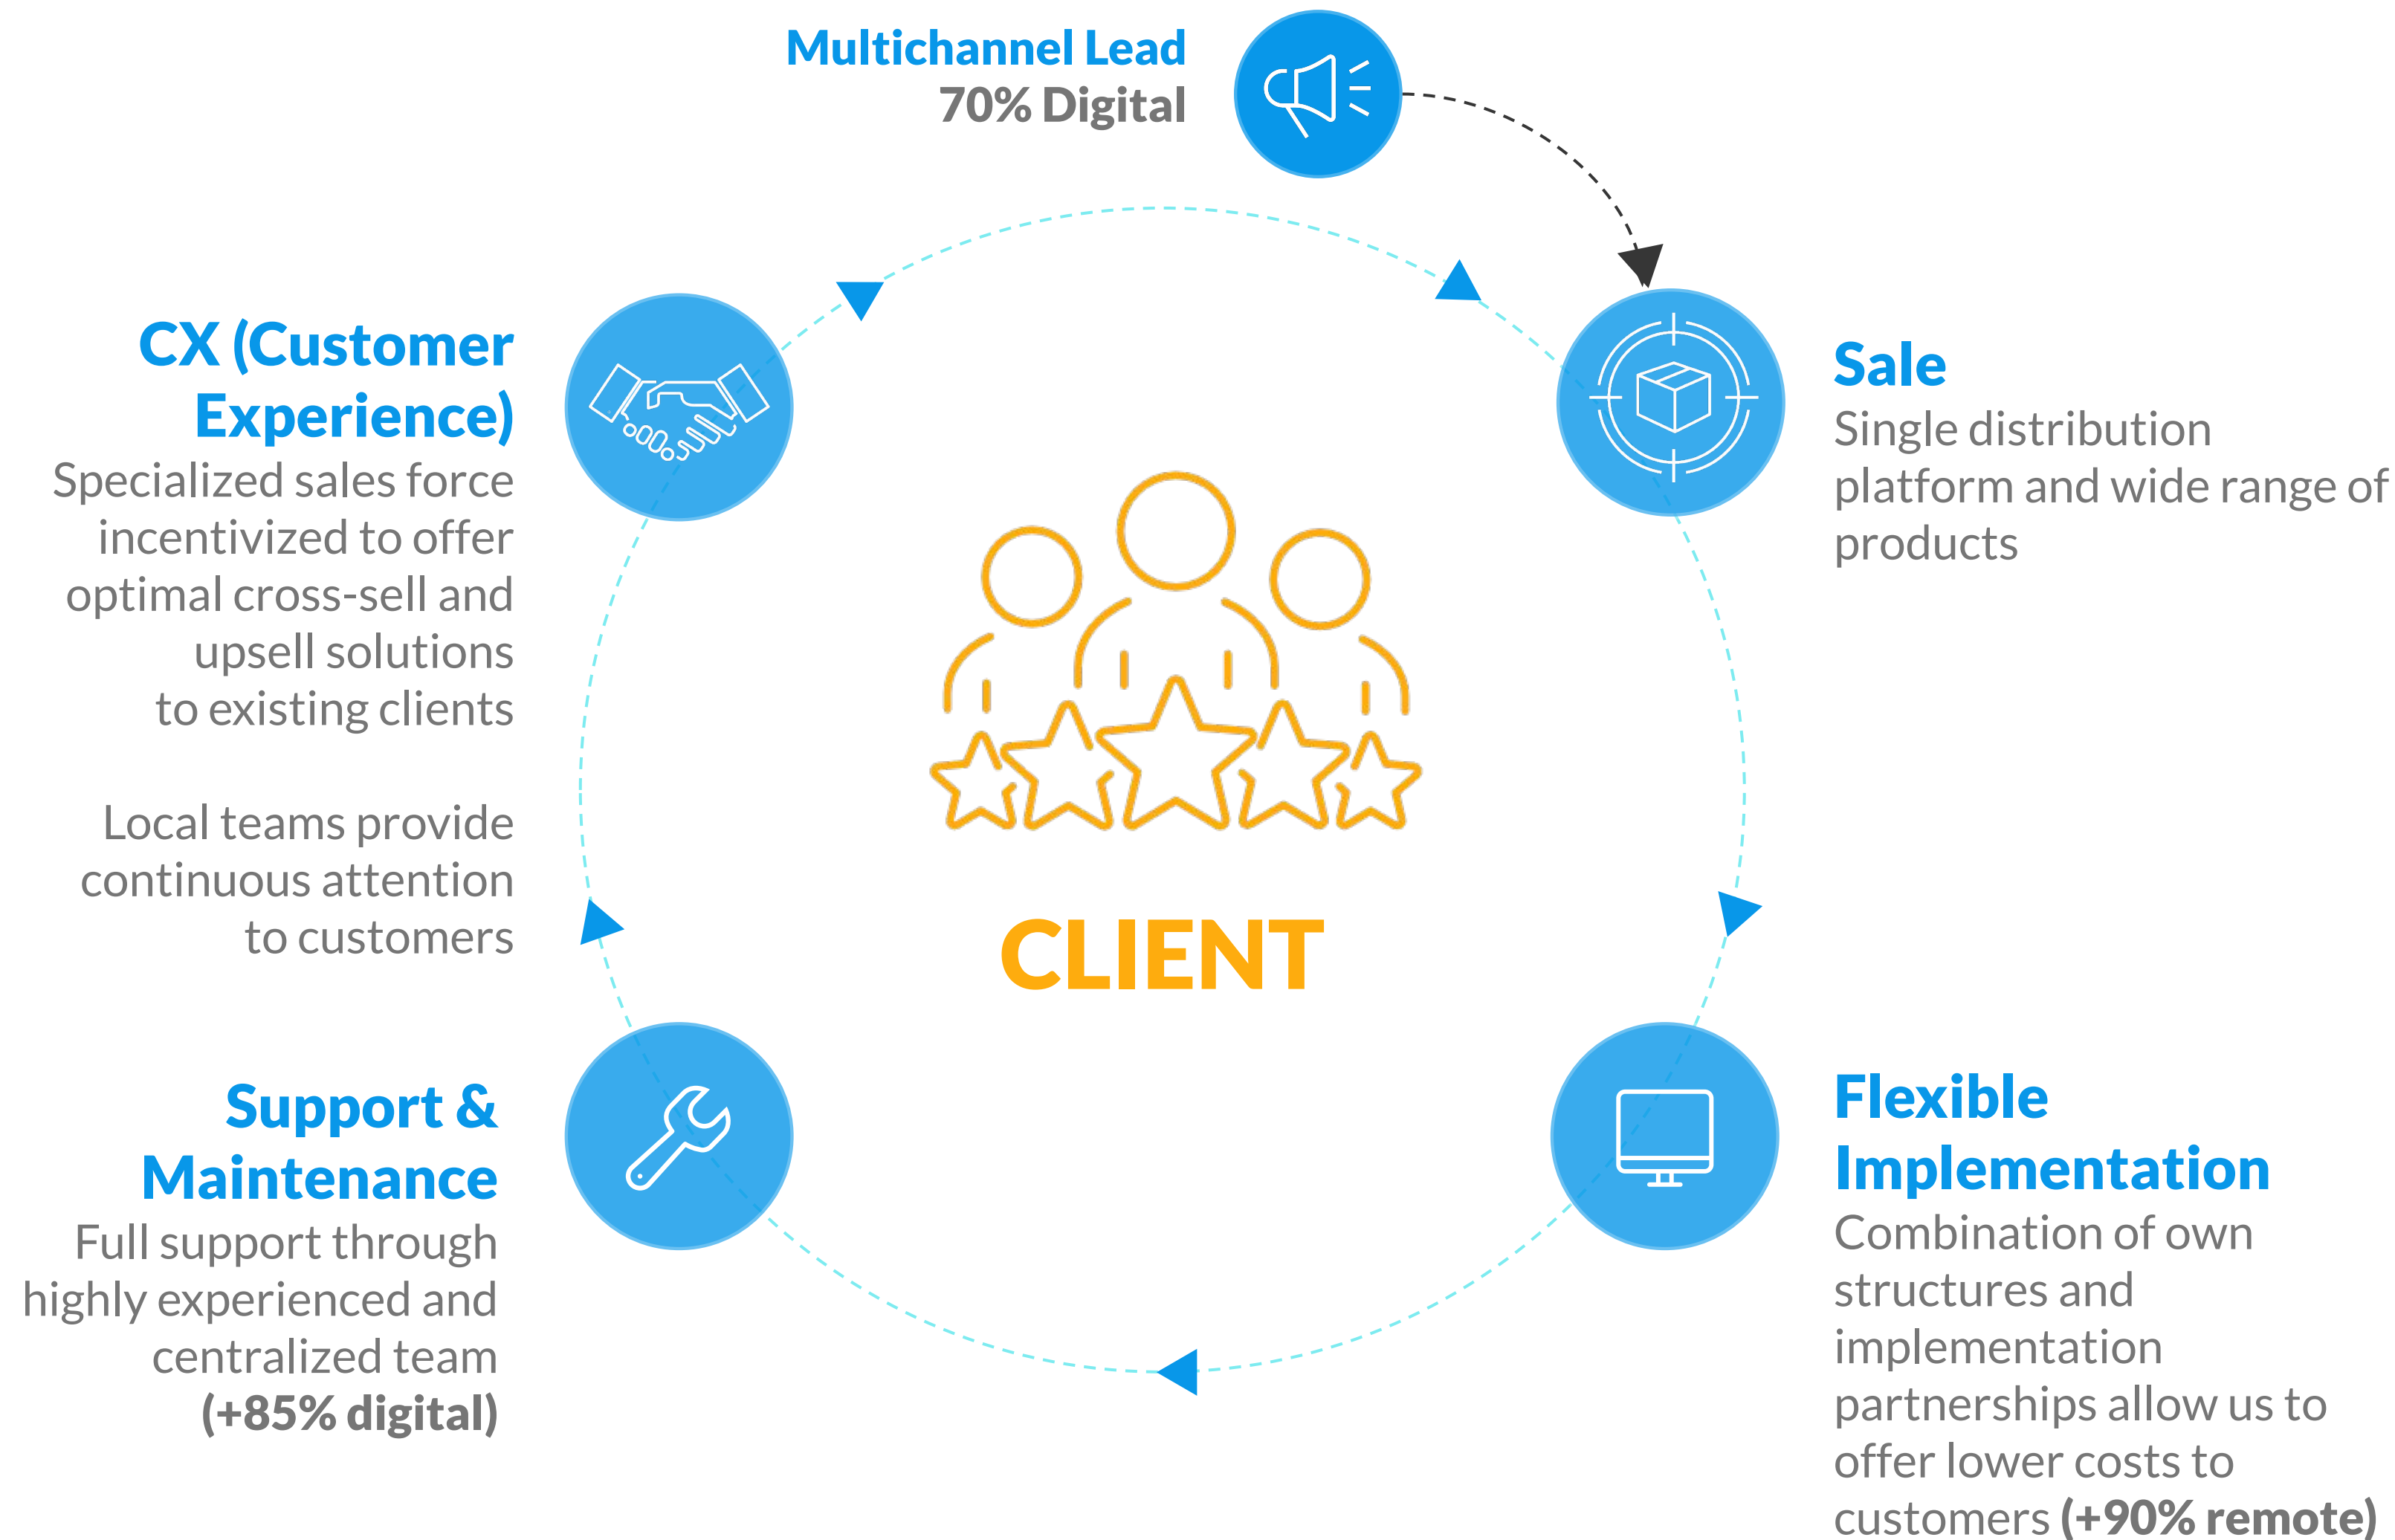 Multichannel Lead
70% Digital
CX (Customer
Experience)
Specialized sales force
incentivized to offer
optimal cross-sell and
upsell solutions
to existing clients
Local teams provide
continuous attention
to customers
Sale
Single distribution
platform and wide range of
products
CLIENT
Support &
Maintenance
Full support through
highly experienced and
centralized team
(+85% digital)
Flexible
Implementation
Combination of own
structures and
implementation
partnerships allow us to
offer lower costs to
customers (+90% remote)